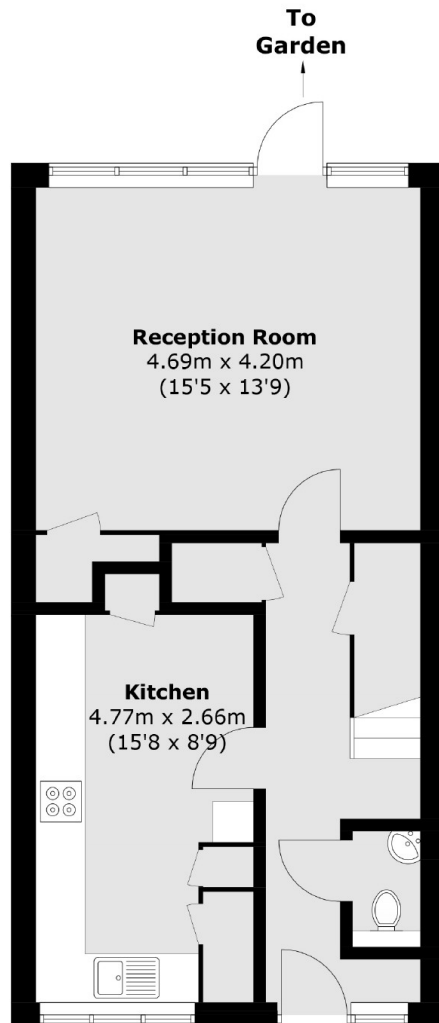 To
Garden
Reception Room
4.69m x 4.20m
(15'5 x 13'9)
Kitchen
4.77m x 2.66m
(15'8 x 8'9)